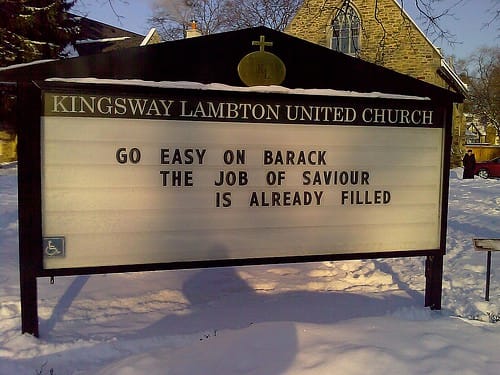 KINGSWAY LAMBTON UNITED CHURCH
GO EASY ON BARACK
THE JOB OF SAVIOUR
IS ALREADY FILLED